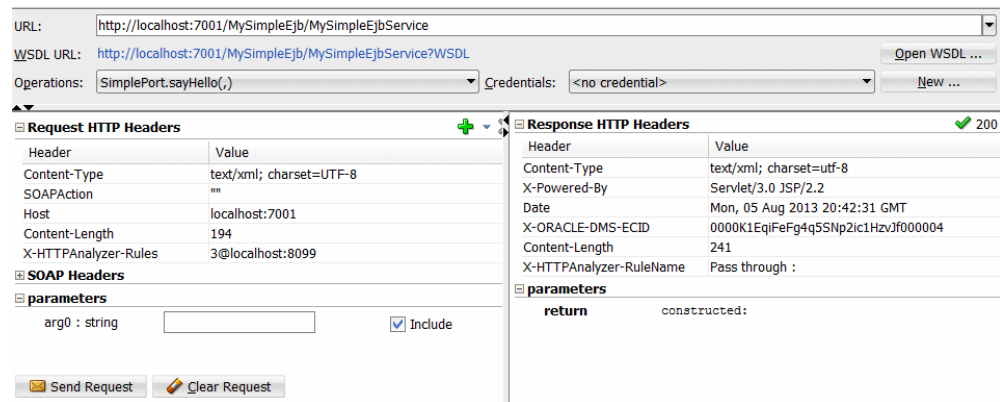 URL: http://localhost:7001/MySimpleEjb/MySimpleEjbService
WSDL URL: http://localhost:7001/MySimpleEjb/MySimpleEjbService?WSDL Open WSDL ...
Operations: SimplePort.sayHello(,) Credentials: <no credential> New ...
Request HTTP Headers
Header Value
Content-Type text/xml; charset=UTF-8
SOAPAction ""
Host localhost:7001
Content-Length 194
X-HTTPAnalyzer-Rules 3@localhost:8099
SOAP Headers
parameters
arg0 : string Include
Send Request Clear Request
Response HTTP Headers 200
Header Value
Content-Type text/xml; charset=utf-8
X-Powered-By Servlet/3.0 JSP/2.2
Date Mon, 05 Aug 2013 20:42:31 GMT
X-ORACLE-DMS-ECID 0000K1EqiFeFg4q5SNp2ic1HzvJf000004
Content-Length 241
X-HTTPAnalyzer-RuleName Pass through :
parameters
return constructed: